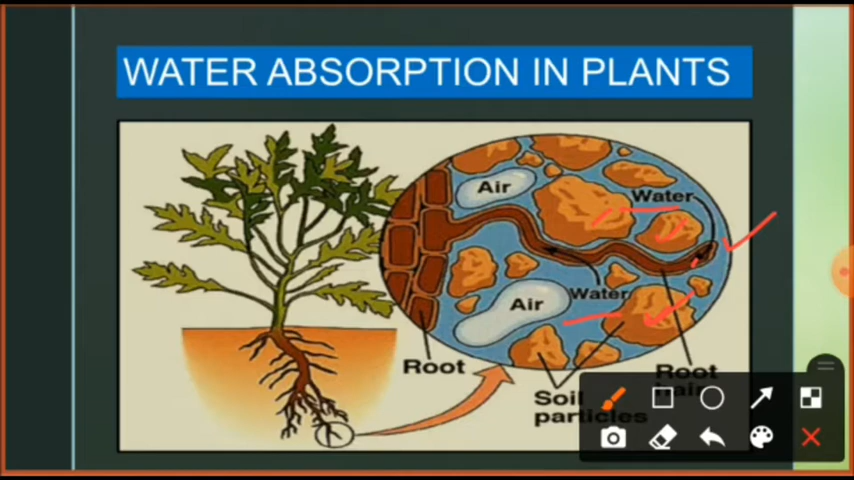 WATER ABSORPTION IN PLANTS
Air
Water
Air
Water
Root
Root
hair
Soil
particles